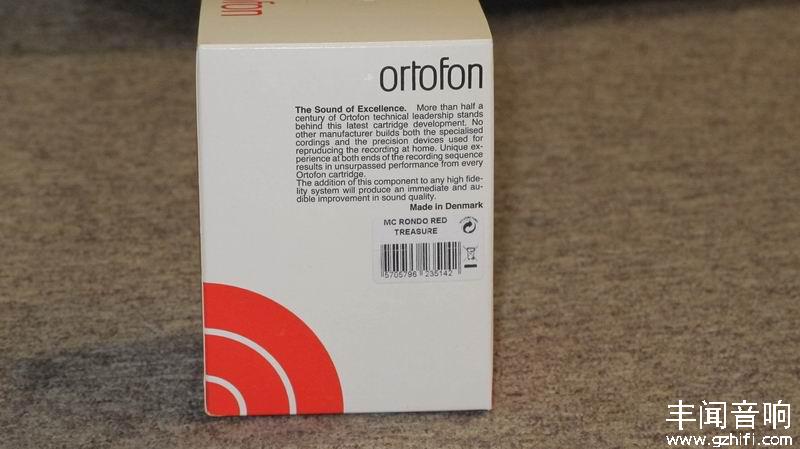 ortofon
ortofon
The Sound of Excellence. More than half a
century of Ortofon technical leadership stands
behind this latest cartridge development. No
other manufacturer builds both the specialised
cordings and the precision devices used for
repruducing the recording at home. Unique ex-
perience at both ends of the recording sequence
results in unsurpassed performance from every
Ortofon cartridge.
The addition of this component to any high fide-
lity system will produce an immediate and au-
dible improvement in sound quality.
Made in Denmark
MC RONDO RED
TREASURE
5705796 235142
丰闻音响
www.gzhifi.com